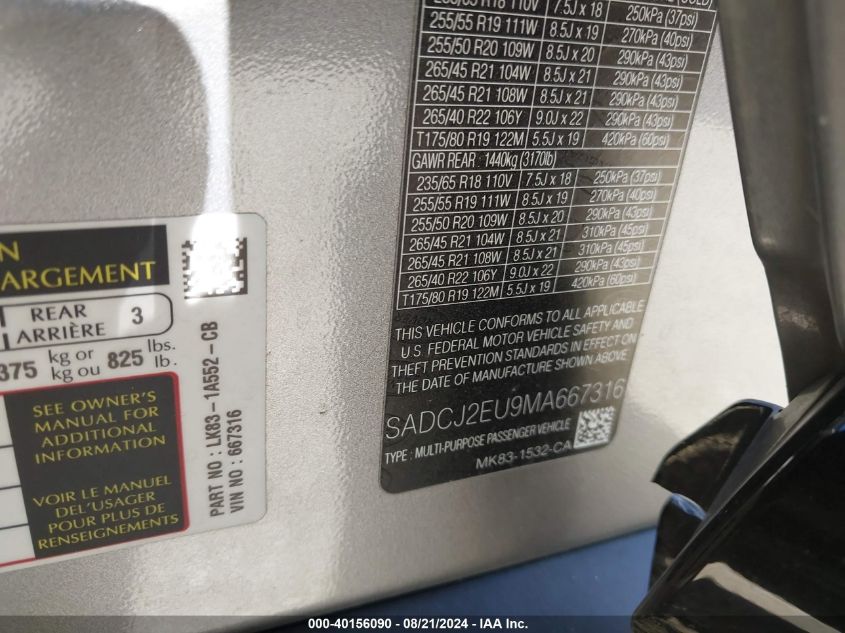 N
ARGEMENT
REAR
ARRIÈRE 3
375 kg or 825 lbs.
kg ou lb.
SEE OWNER'S
MANUAL FOR
ADDITIONAL
INFORMATION
VOIR LE MANUEL
DEL'USAGER
POUR PLUS DE
RENSEIGNEMENTS
PART NO : LK83-1A552-CB
VIN NO : 667316
R18 110V 7.5J x 18 250kPa (37psi)
255/55 R19 111W 8.5J x 19 270kPa (40psi)
255/50 R20 109W 8.5J x 20 290kPa (43psi)
265/45 R21 104W 8.5J x 21 290kPa (43psi)
265/45 R21 108W 8.5J x 21 290kPa (43psi)
265/40 R22 106Y 9.0J x 22 290kPa (43psi)
T175/80 R19 122M 5.5J x 19 420kPa (60psi)
GAWR REAR : 1440kg (3170lb)
235/65 R18 110V 7.5J x 18 250kPa (37psi)
255/55 R19 111W 8.5J x 19 270kPa (40psi)
255/50 R20 109W 8.5J x 20 290kPa (43psi)
265/45 R21 104W 8.5J x 21 310kPa (45psi)
265/45 R21 108W 8.5J x 21 310kPa (45psi)
265/40 R22 106Y 9.0J x 22 290kPa (43psi)
T175/80 R19 122M 5.5J x 19 420kPa (60psi)
THIS VEHICLE CONFORMS TO ALL APPLICABLE
U.S. FEDERAL MOTOR VEHICLE SAFETY AND
THEFT PREVENTION STANDARDS IN EFFECT ON
THE DATE OF MANUFACTURE SHOWN ABOVE
SADCJ2EU9MA667316
TYPE : MULTI-PURPOSE PASSENGER VEHICLE
MK83-1532-CA
000-40156090 - 08/21/2024 - IAA Inc.